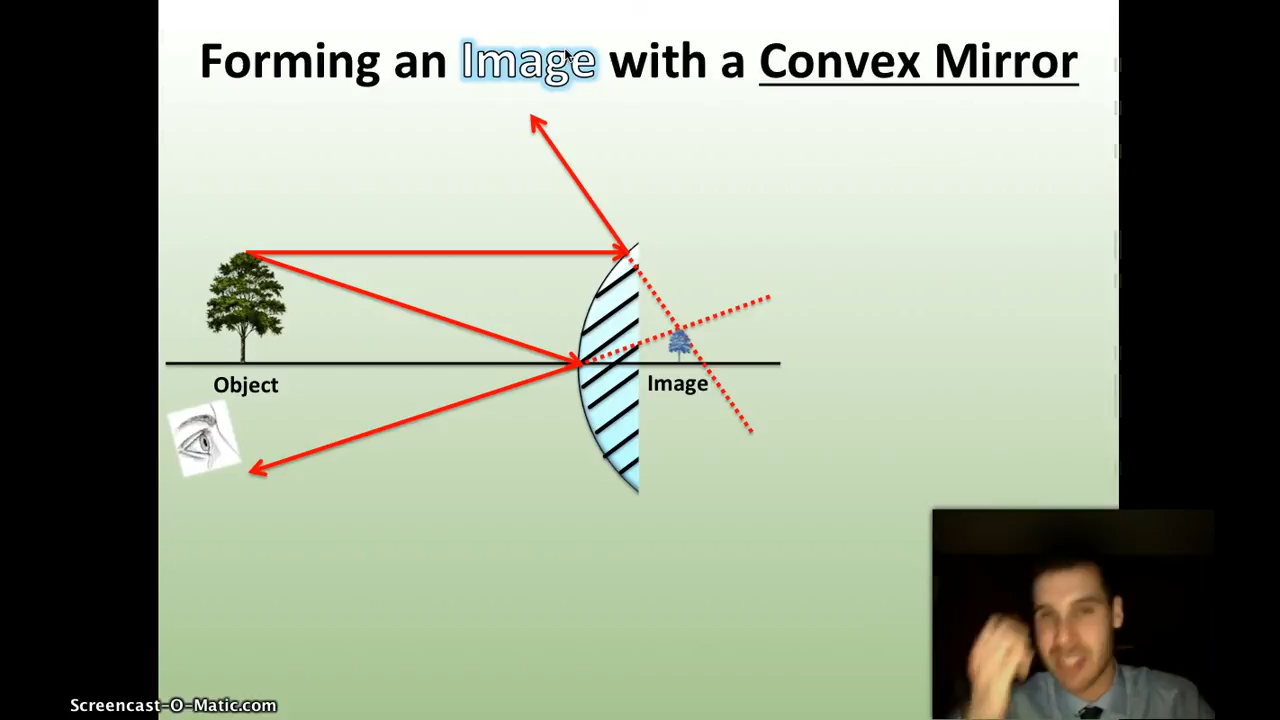 Forming an Image with a Convex Mirror
Object
Image
Screencast-O-Matic.com